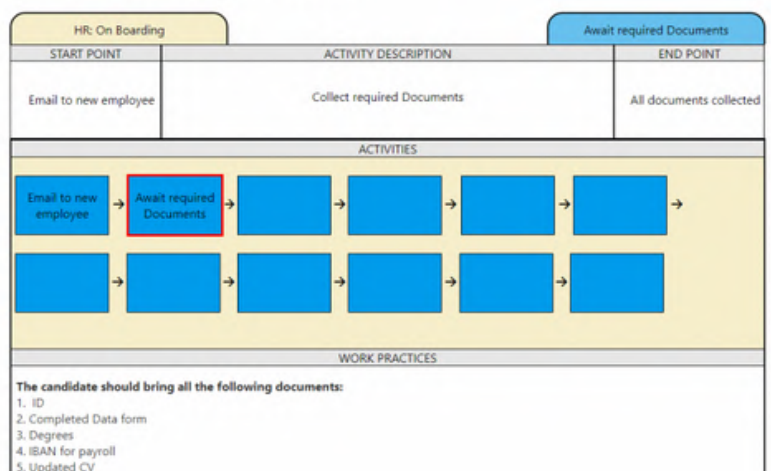 HR: On Boarding
Await required Documents
START POINT
ACTIVITY DESCRIPTION
END POINT
Email to new employee
Collect required Documents
All documents collected
ACTIVITIES
Email to new
employee
Await required
Documents
WORK PRACTICES
The candidate should bring all the following documents:
1. ID
2. Completed Data form
3. Degrees
4. IBAN for payroll
5. Updated CV